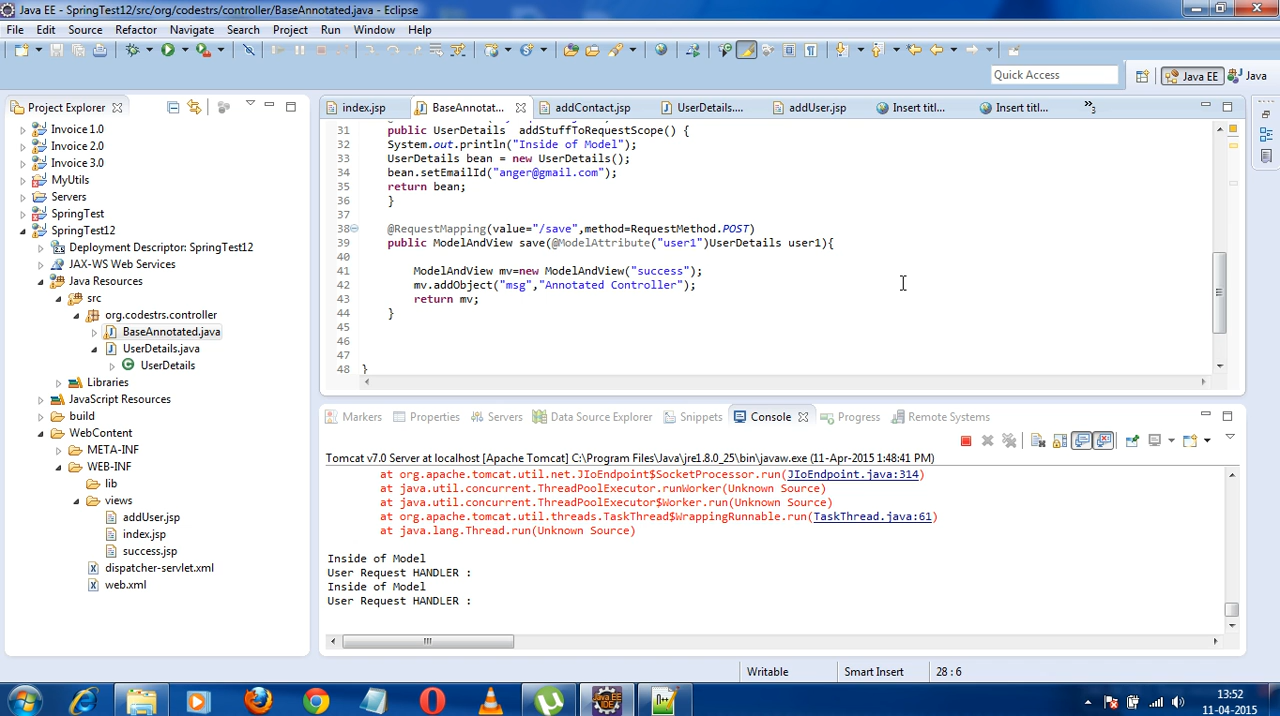 Java EE - SpringTest12/src/org/codestrs/controller/BaseAnnotated.java - Eclipse
File Edit Source Refactor Navigate Search Project Run Window Help
Quick Access
Java EE
Java
Project Explorer
index.jsp
BaseAnnotat...
addContact.jsp
UserDetails....
addUser.jsp
Insert titl...
Insert titl...
3
Invoice 1.0
Invoice 2.0
Invoice 3.0
MyUtils
Servers
SpringTest
SpringTest12
Deployment Descriptor: SpringTest12
JAX-WS Web Services
Java Resources
src
org.codestrs.controller
BaseAnnotated.java
UserDetails.java
UserDetails
Libraries
JavaScript Resources
build
WebContent
META-INF
WEB-INF
lib
views
addUser.jsp
index.jsp
success.jsp
dispatcher-servlet.xml
web.xml
31 public UserDetails addStuffToRequestScope() {
32 System.out.println("Inside of Model");
33 UserDetails bean = new UserDetails();
34 bean.setEmailId("anger@gmail.com");
35 return bean;
36 }
37
38 @RequestMapping(value="/save",method=RequestMethod.POST)
39 public ModelAndView save(@ModelAttribute("user1")UserDetails user1){
40
41 ModelAndView mv=new ModelAndView("success");
42 mv.addObject("msg","Annotated Controller");
43 return mv;
44 }
45
46
47
48 }
Markers Properties Servers Data Source Explorer Snippets Console Progress Remote Systems
Tomcat v7.0 Server at localhost [Apache Tomcat] C:\Program Files\Java\jre1.8.0_25\bin\javaw.exe (11-Apr-2015 1:48:41 PM)
at org.apache.tomcat.util.net.JIoEndpoint$SocketProcessor.run(JIoEndpoint.java:314)
at java.util.concurrent.ThreadPoolExecutor.runWorker(Unknown Source)
at java.util.concurrent.ThreadPoolExecutor$Worker.run(Unknown Source)
at org.apache.tomcat.util.threads.TaskThread$WrappingRunnable.run(TaskThread.java:61)
at java.lang.Thread.run(Unknown Source)
Inside of Model
User Request HANDLER :
Inside of Model
User Request HANDLER :
Writable
Smart Insert
28 : 6
Java EE
IDE
13:52
11-04-2015